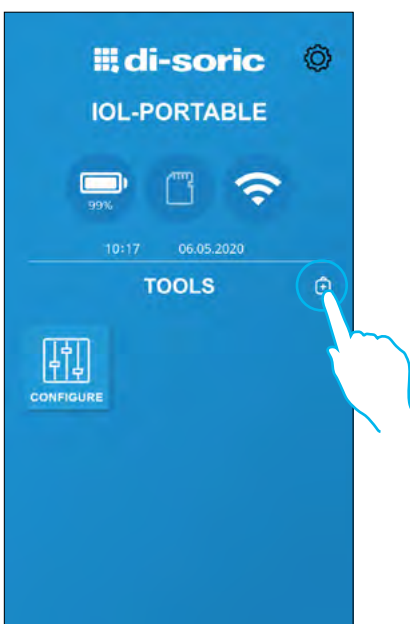 di-soric
IOL-PORTABLE
99%
10:17 06.05.2020
TOOLS
CONFIGURE